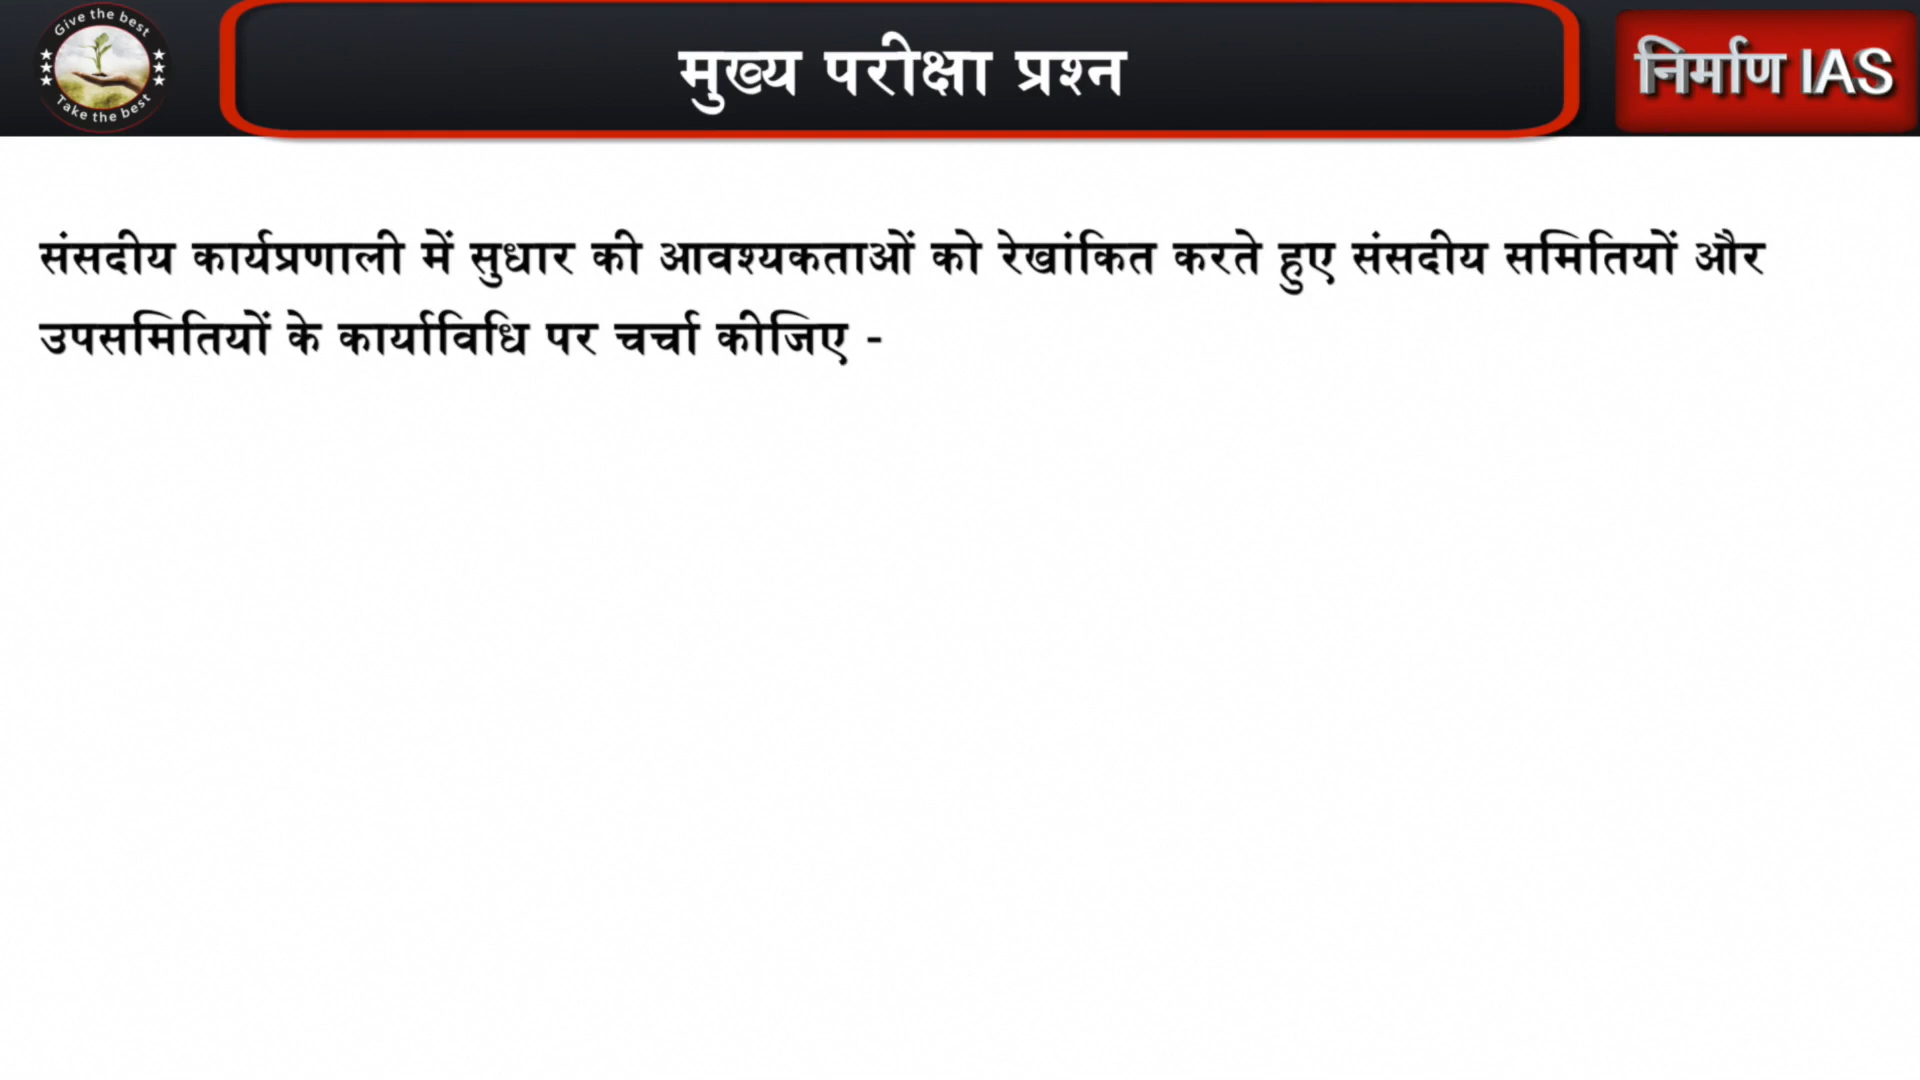 Give the best
Take the best
मुख्य परीक्षा प्रश्न
निर्माण IAS
संसदीय कार्यप्रणाली में सुधार की आवश्यकताओं को रेखांकित करते हुए संसदीय समितियों और
उपसमितियों के कार्याविधि पर चर्चा कीजिए -